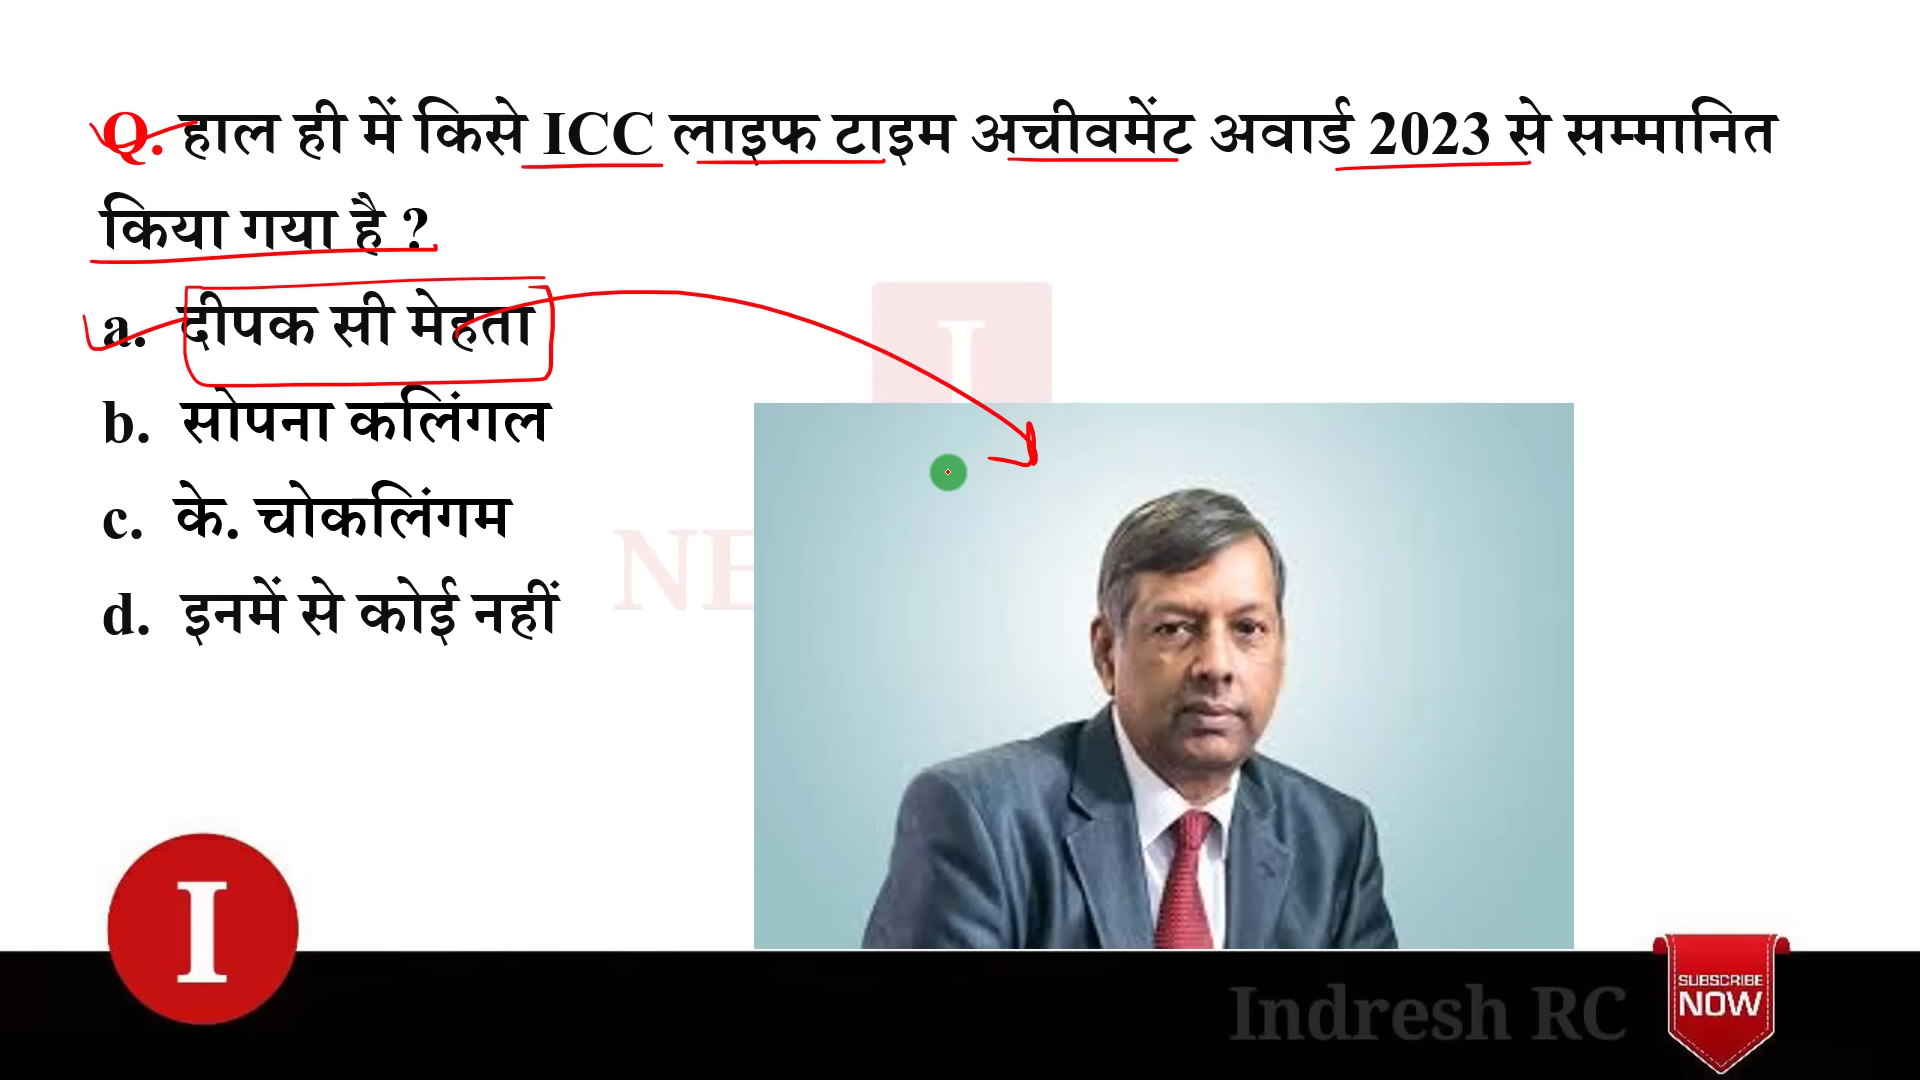 Q. हाल ही में किसे ICC लाइफ टाइम अचीवमेंट अवार्ड 2023 से सम्मानित
किया गया है ?
a. दीपक सी मेहता
b. सोपना कलिंगल
c. के. चोकलिंगम
d. इनमें से कोई नहीं
I
NE
I
Indresh RC
SUBSCRIBE
NOW